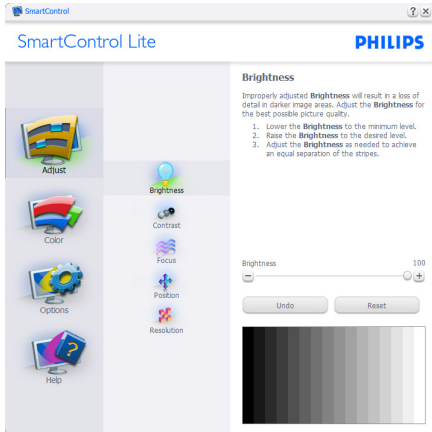 SmartControl
SmartControl Lite
PHILIPS
Adjust
Color
Options
Help
Brightness
Contrast
Focus
Position
Resolution
Brightness
Improperly adjusted Brightness will result in a loss of
detail in darker image areas. Adjust the Brightness for
the best possible picture quality.
1. Lower the Brightness to the minimum level.
2. Raise the Brightness to the desired level.
3. Adjust the Brightness as needed to achieve
an equal separation of the stripes.
Brightness 100
Undo Reset